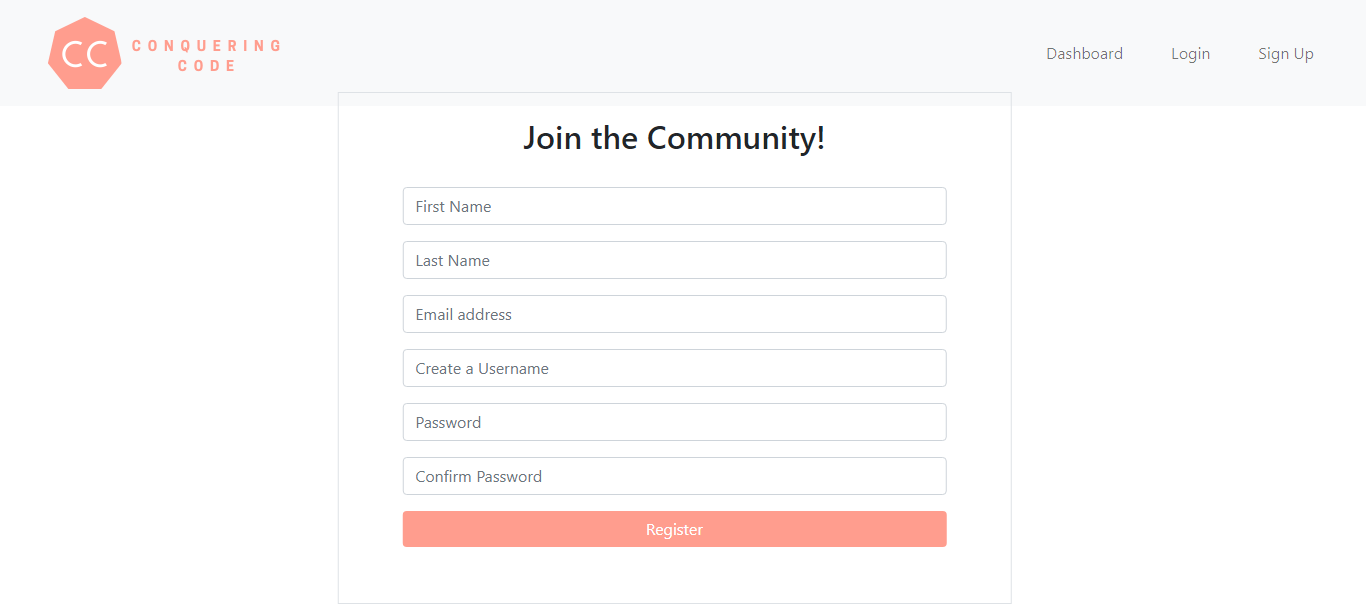 CC
CONQUERING
CODE
Dashboard
Login
Sign Up
Join the Community!
First Name
Last Name
Email address
Create a Username
Password
Confirm Password
Register